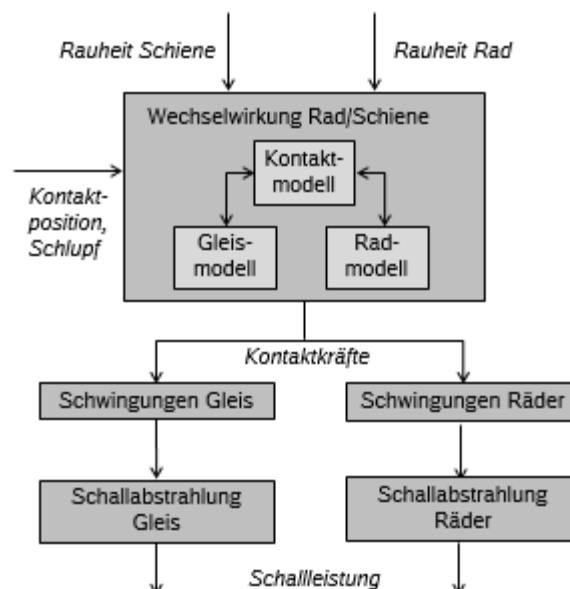 Rauheit Schiene
Rauheit Rad
Wechselwirkung Rad/Schiene
Kontakt-
modell
Kontakt-
position,
Schlupf
Gleis-
modell
Rad-
modell
Kontaktkräfte
Schwingungen Gleis
Schwingungen Räder
Schallabstrahlung
Gleis
Schallabstrahlung
Räder
Schallleistung